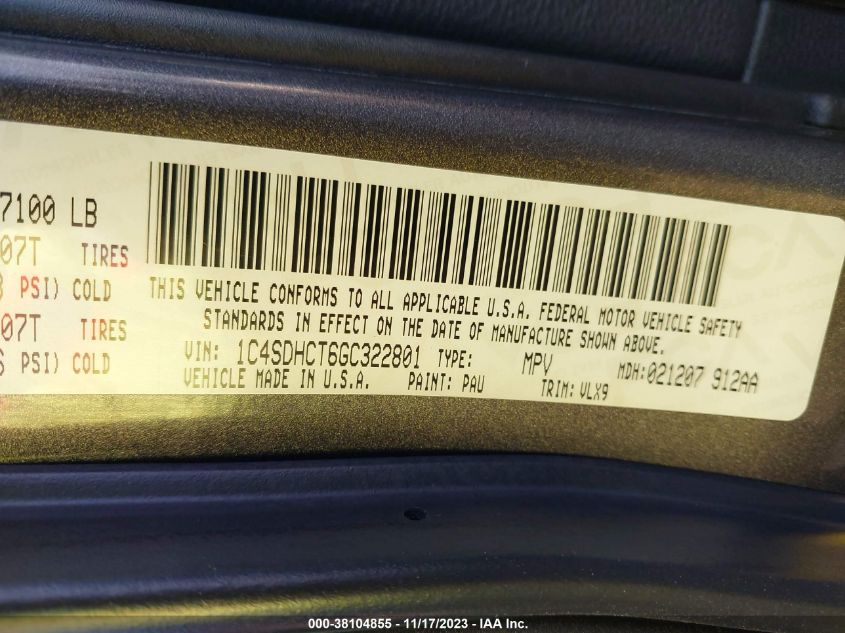 7100 LB
07T TIRES
PSI) COLD
07T TIRES
PSI) COLD
THIS VEHICLE CONFORMS TO ALL APPLICABLE U.S.A. FEDERAL MOTOR VEHICLE SAFETY
STANDARDS IN EFFECT ON THE DATE OF MANUFACTURE SHOWN ABOVE.
VIN: 1C4SDHCT6GC322801 TYPE: MPV MDH:021207 912AA
VEHICLE MADE IN U.S.A. PAINT: PAU TRIM: VLX9
000-38104855 - 11/17/2023 - IAA Inc.